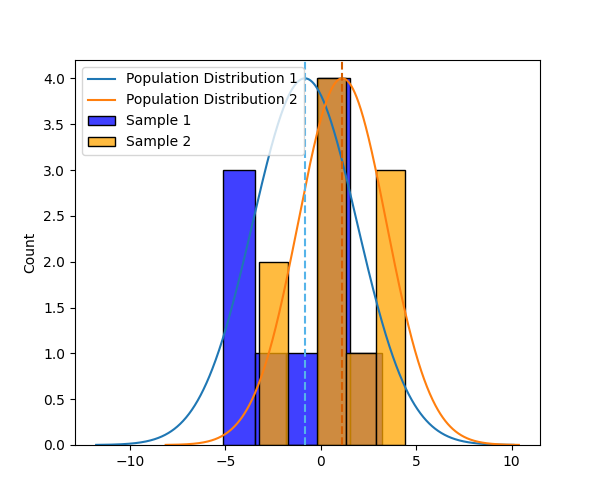 Population Distribution 1
Population Distribution 2
Sample 1
Sample 2
Count
4.0
3.5
3.0
2.5
2.0
1.5
1.0
0.5
0.0
−10 −5 0 5 10